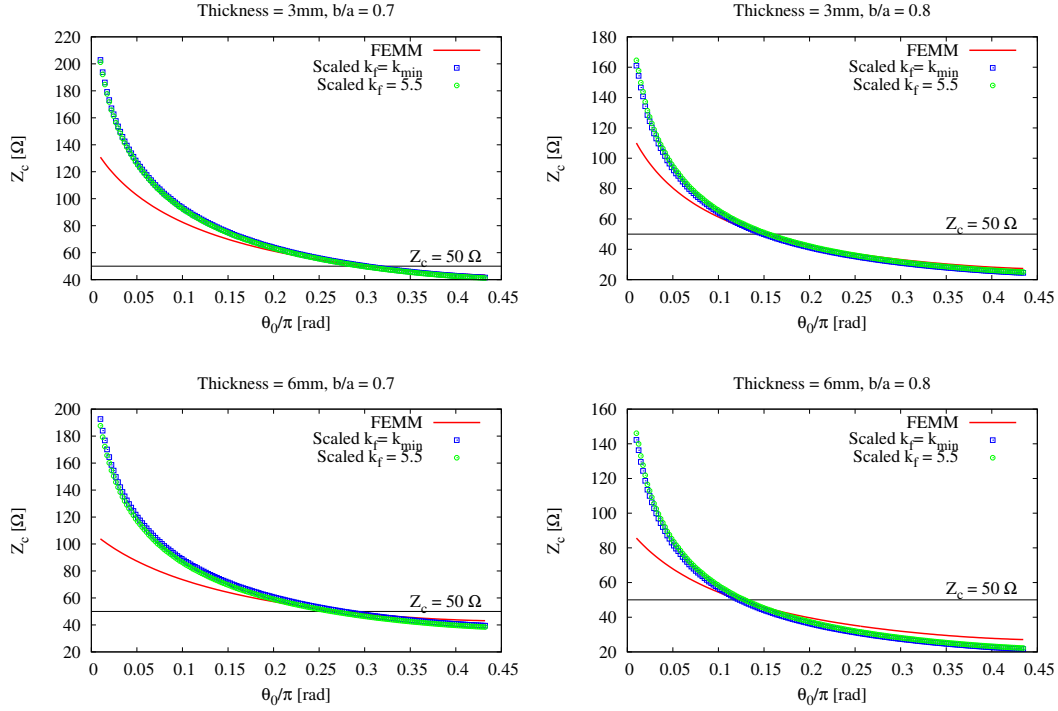 Thickness = 3mm, b/a = 0.7
220
200
180
160
140
120
100
80
60
40
Z_c [Ω]
FEMM
Scaled k_f = k_min
Scaled k_f = 5.5
Z_c = 50 Ω
0 0.05 0.1 0.15 0.2 0.25 0.3 0.35 0.4 0.45
θ_0/π [rad]
Thickness = 3mm, b/a = 0.8
180
160
140
120
100
80
60
40
20
Z_c [Ω]
FEMM
Scaled k_f = k_min
Scaled k_f = 5.5
Z_c = 50 Ω
0 0.05 0.1 0.15 0.2 0.25 0.3 0.35 0.4 0.45
θ_0/π [rad]
Thickness = 6mm, b/a = 0.7
200
180
160
140
120
100
80
60
40
20
Z_c [Ω]
FEMM
Scaled k_f = k_min
Scaled k_f = 5.5
Z_c = 50 Ω
0 0.05 0.1 0.15 0.2 0.25 0.3 0.35 0.4 0.45
θ_0/π [rad]
Thickness = 6mm, b/a = 0.8
160
140
120
100
80
60
40
20
Z_c [Ω]
FEMM
Scaled k_f = k_min
Scaled k_f = 5.5
Z_c = 50 Ω
0 0.05 0.1 0.15 0.2 0.25 0.3 0.35 0.4 0.45
θ_0/π [rad]